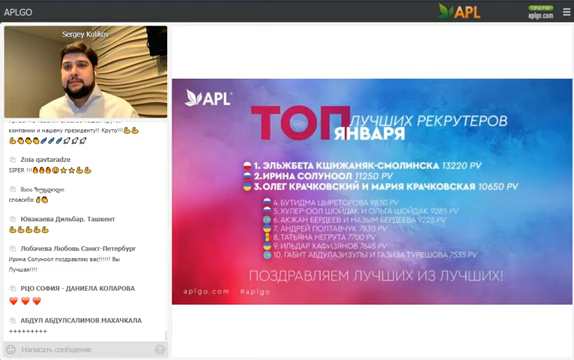 APLGO
APL
ONLINE
aplgo.com
Sergey Kulikov
компании и нашему президенту! Круто!!!
Zoia qavtaradze
SIPER !!!
спасибо
Ювакаева Дильбар. Ташкент
Лобачева Любовь Санкт-Петербург
Ирина Солуноол поздравляю вас!!!!!! Вы
Лучшая!!!!
РЦО СОФИЯ - ДАНИЕЛА КОЛАРОВА
АБДУЛ АБДУЛСАЛИМОВ МАХАЧКАЛА
+++++++++
Написать сообщение
APL
ТОП ЛУЧШИХ РЕКРУТЕРОВ
ЯНВАРЯ
1. ЭЛЬЖБЕТА КШИЖАНЯК-СМОЛИНСКА 13220 PV
2. ИРИНА СОЛУНООЛ 11250 PV
3. ОЛЕГ КРАЧКОВСКИЙ И МАРИЯ КРАЧКОВСКАЯ 10650 PV
4. БУТИДМА ЦЫРЕТОРОВА 9830 PV
5. ХУЛЕР-ООЛ ШОЙДАК И ОЛЬГА ШОЙДАК 9285 PV
6. АКЖАН БЕРДЕЕВ И НАЗЫМ БЕРДЕЕВА 9228 PV
7. АНДРЕЙ ПОЛТАВЧУК 7830 PV
8. ТАТЬЯНА НЕГРУТА 7700 PV
9. ИЛЬДАР ХАФИЗЯНОВ 7645 PV
10. ГАБИТ АБДУЛАЗИЗУЛЫ И ГАЗИЗА ТУРЕШОВА 7535 PV
ПОЗДРАВЛЯЕМ ЛУЧШИХ ИЗ ЛУЧШИХ!
aplgo.com #aplgo